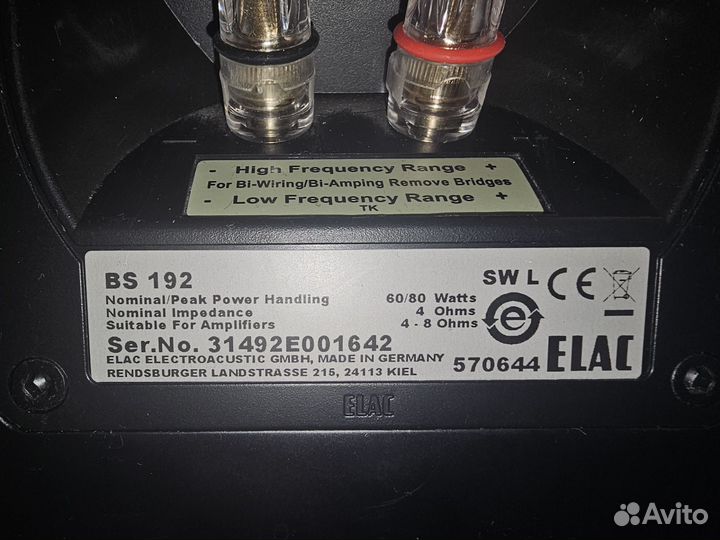 - High Frequency Range +
For Bi-Wiring/Bi-Amping Remove Bridges
- Low Frequency Range +
TK
BS 192
SW L CE
Nominal/Peak Power Handling 60/80 Watts
Nominal Impedance 4 Ohms
Suitable For Amplifiers 4 - 8 Ohms
e
Ser.No. 31492E001642
ELAC ELECTROACUSTIC GMBH, MADE IN GERMANY
RENDSBURGER LANDSTRASSE 215, 24113 KIEL
570644 ELAC
ELAC
Avito